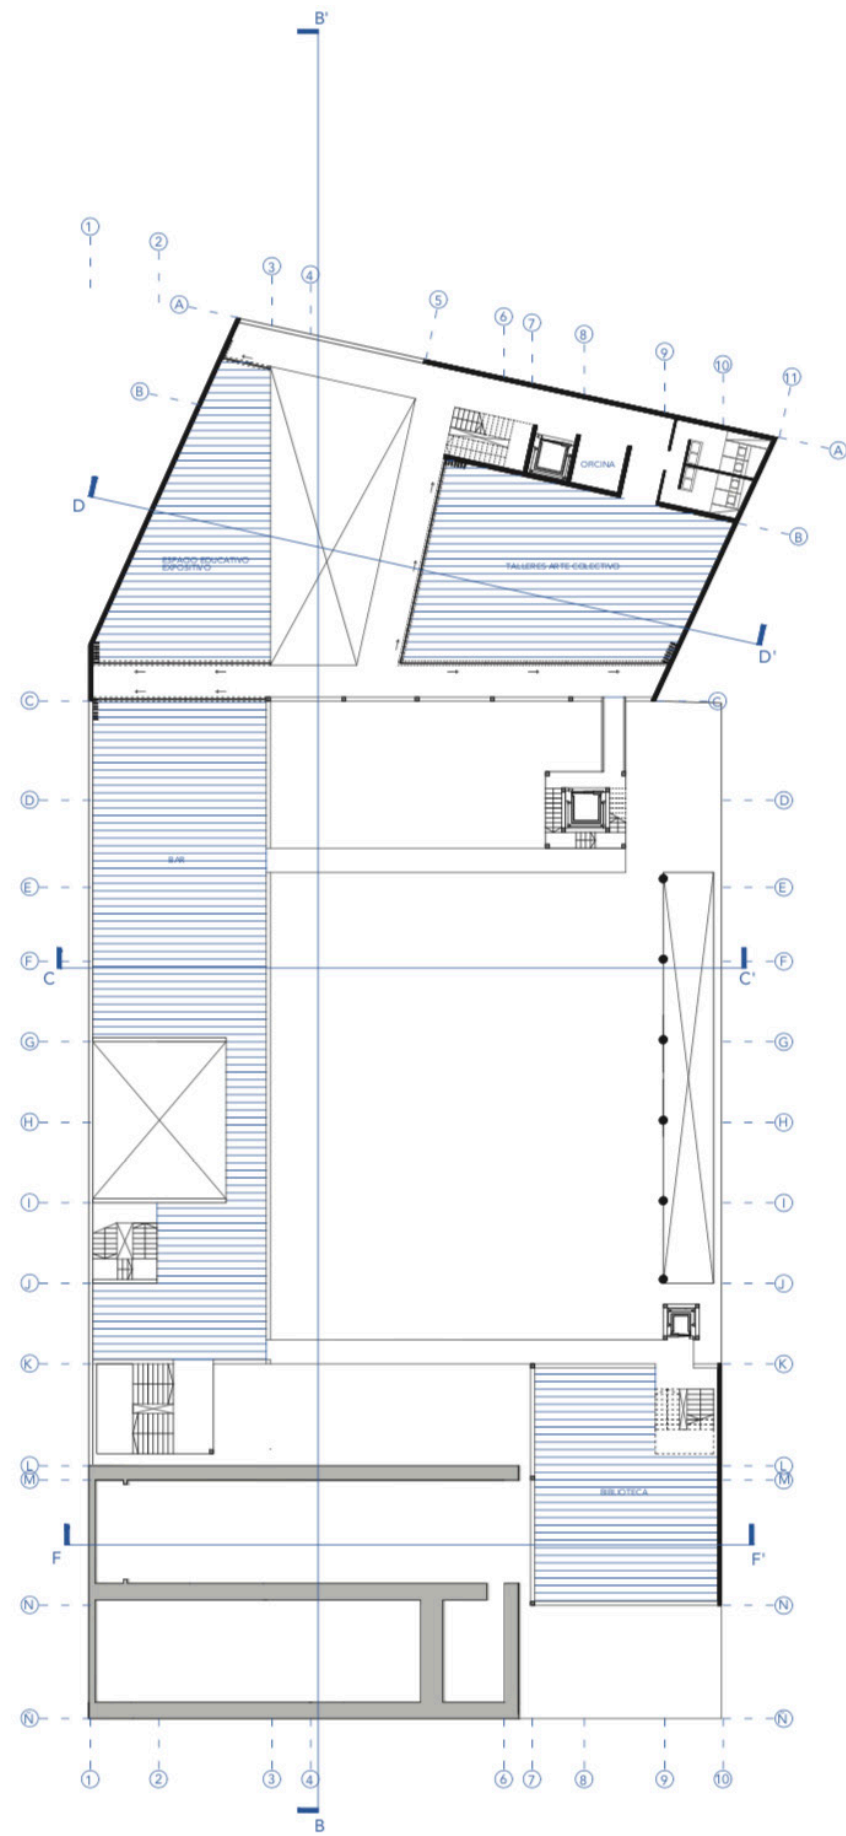 B'
1
2
3
4
5
6
7
8
9
10
11
A
A
B
B
ORCINA
D
ESPACIO EDUCATIVO
EXPOSITIVO
TALLERES ARTE COLECTIVO
D'
C
C
D
D
BAR
E
E
F
F
C
C'
G
G
H
H
I
I
J
J
K
K
L
L
M
M
BIBLIOTECA
F
F'
N
N
Ñ
Ñ
1
2
3
4
6
7
8
9
10
B